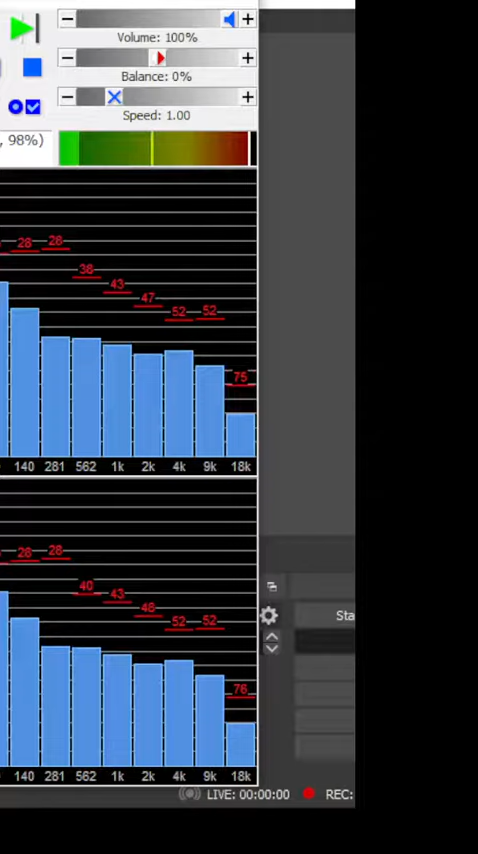 Volume: 100%
Balance: 0%
Speed: 1.00
, 98%)
28 28 38 43 47 52 52 75
140 281 562 1k 2k 4k 9k 18k
28 28 40 43 48 52 52 76
Sta
140 281 562 1k 2k 4k 9k 18k
LIVE: 00:00:00 REC: